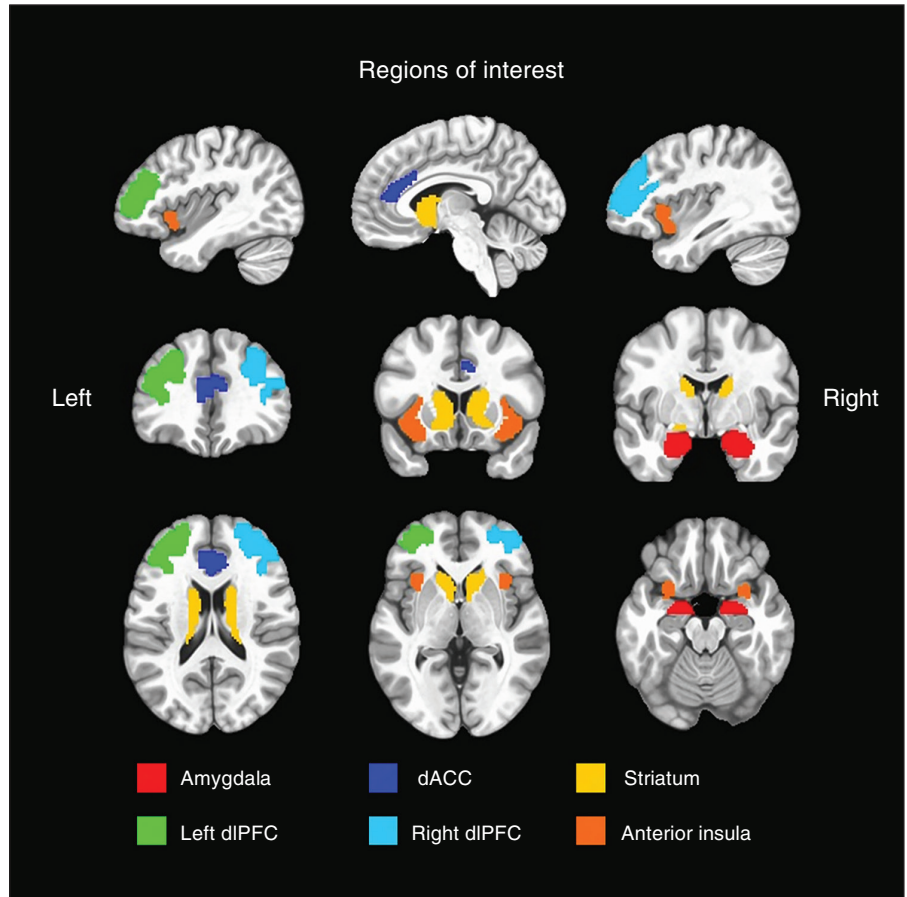 Regions of interest
Left
Right
Amygdala
dACC
Striatum
Left dlPFC
Right dlPFC
Anterior insula